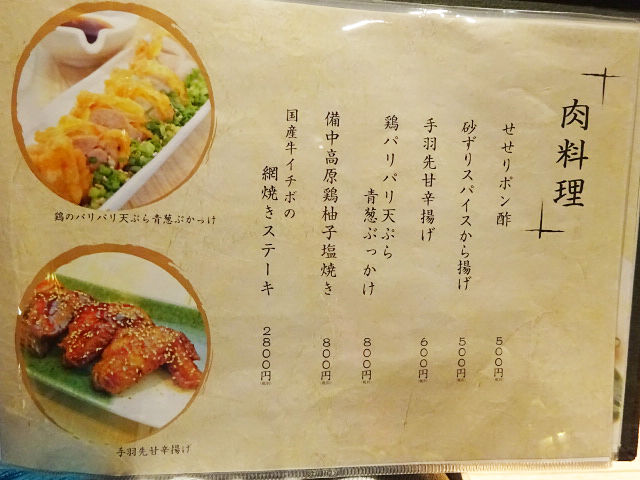 肉料理
せせりポン酢
500円
砂ずりスパイスから揚げ
500円
手羽先甘辛揚げ
600円
鶏パリパリ天ぷら
青葱ぶっかけ
800円
備中高原鶏柚子塩焼き
800円
国産牛イチボの
網焼きステーキ
2800円
鶏のパリパリ天ぷら青葱ぶかっけ
手羽先甘辛揚げ